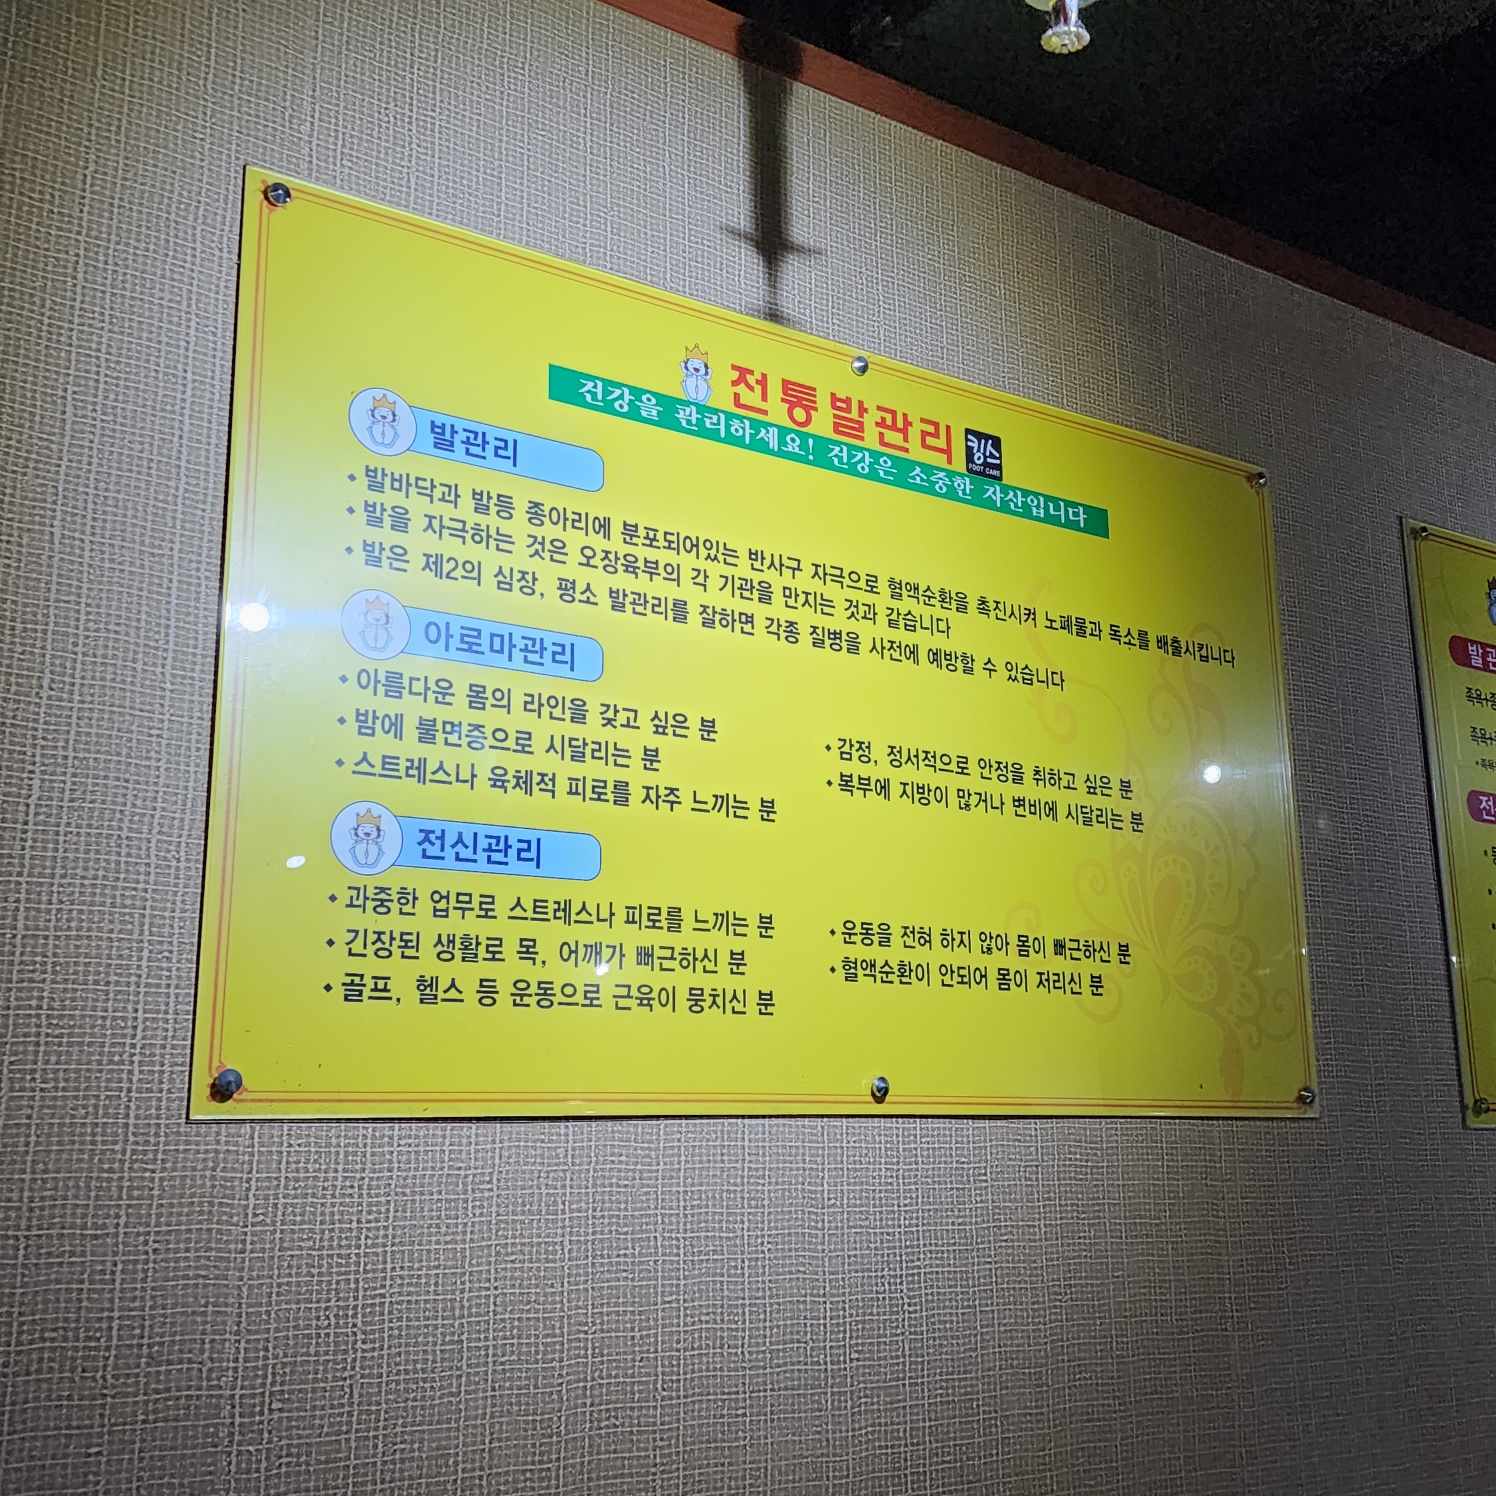 전통발관리
킹스
FOOT CARE
건강을 관리하세요! 건강은 소중한 자산입니다
발관리
발바닥과 발등 종아리에 분포되어있는 반사구 자극으로 혈액순환을 촉진시켜 노폐물과 독소를 배출시킵니다
발을 자극하는 것은 오장육부의 각 기관을 만지는 것과 같습니다
발은 제2의 심장, 평소 발관리를 잘하면 각종 질병을 사전에 예방할 수 있습니다
아로마관리
아름다운 몸의 라인을 갖고 싶은 분
밤에 불면증으로 시달리는 분
스트레스나 육체적 피로를 자주 느끼는 분
감정, 정서적으로 안정을 취하고 싶은 분
복부에 지방이 많거나 변비에 시달리는 분
전신관리
과중한 업무로 스트레스나 피로를 느끼는 분
긴장된 생활로 목, 어깨가 뻐근하신 분
골프, 헬스 등 운동으로 근육이 뭉치신 분
운동을 전혀 하지 않아 몸이 뻐근하신 분
혈액순환이 안되어 몸이 저리신 분
발관
족욕+
족욕+